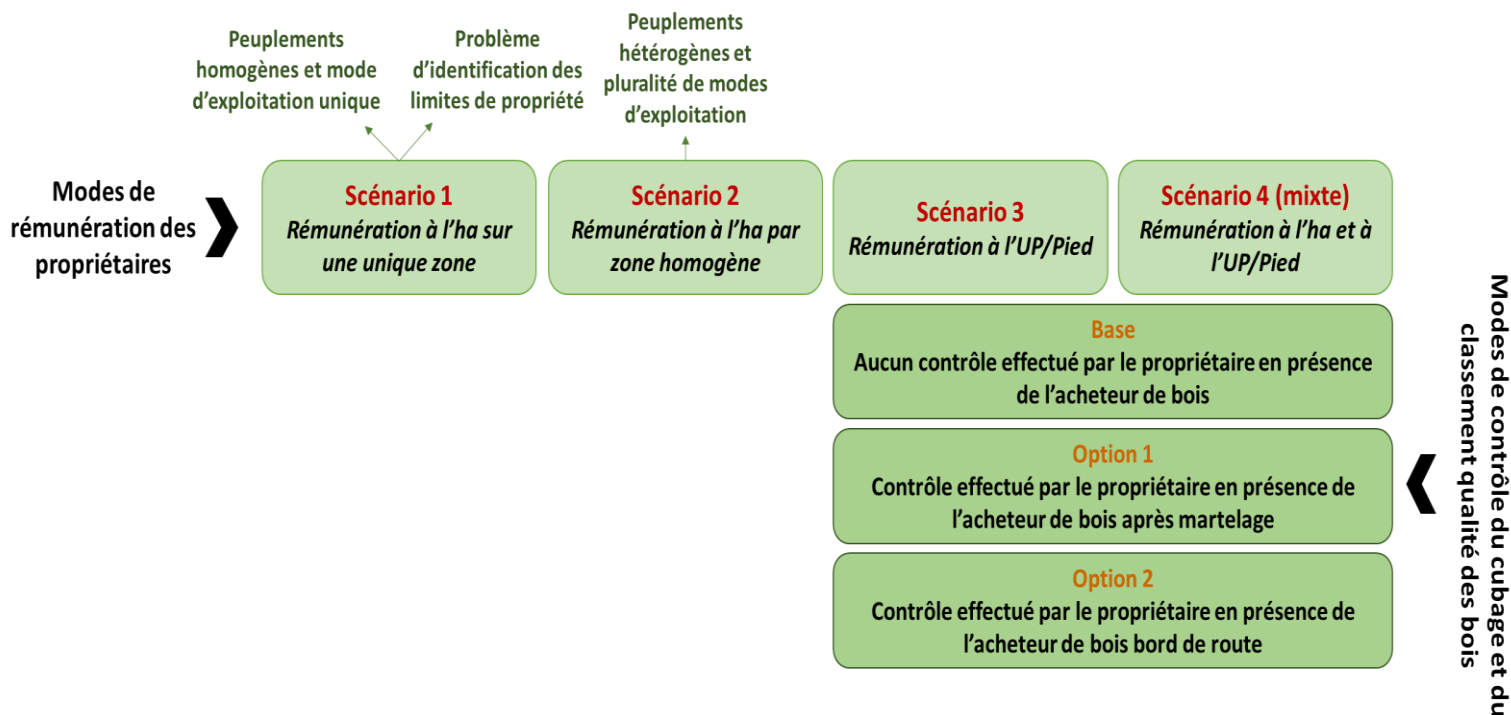 Peuplements
homogènes et mode
d'exploitation unique
Problème
d'identification des
limites de propriété
Peuplements
hétérogènes et
pluralité de modes
d'exploitation
Modes de
rémunération des
propriétaires
Scénario 1
Rémunération à l'ha sur
une unique zone
Scénario 2
Rémunération à l'ha par
zone homogène
Scénario 3
Rémunération à l'UP/Pied
Scénario 4 (mixte)
Rémunération à l'ha et à
l'UP/Pied
Base
Aucun contrôle effectué par le propriétaire en présence
de l'acheteur de bois
Option 1
Contrôle effectué par le propriétaire en présence de
l'acheteur de bois après martelage
Option 2
Contrôle effectué par le propriétaire en présence de
l'acheteur de bois bord de route
Modes de contrôle du cubage et du
classement qualité des bois